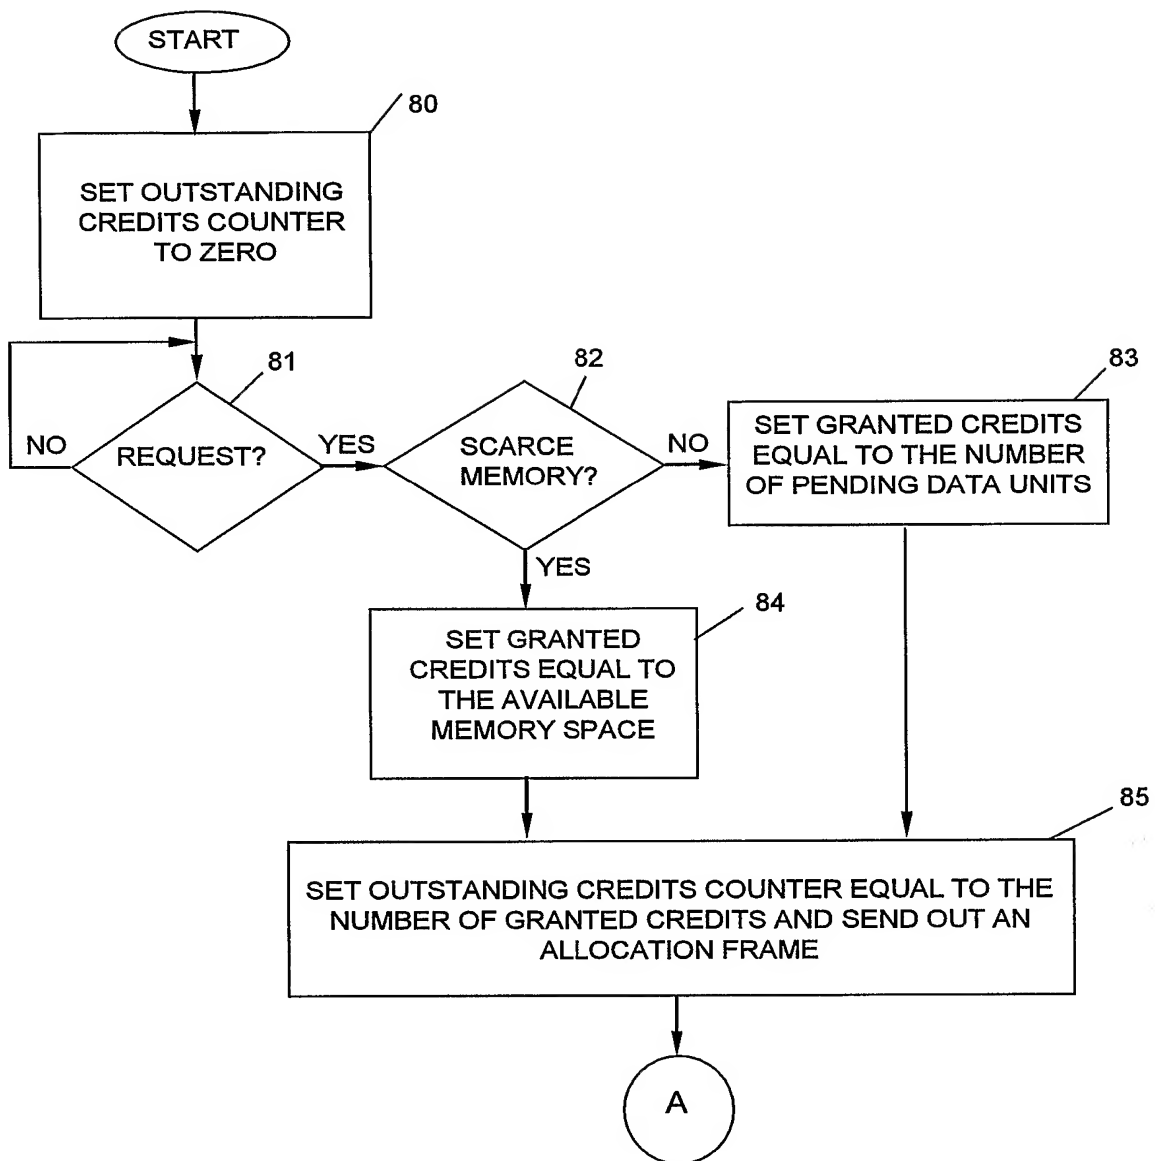 START
80
SET OUTSTANDING
CREDITS COUNTER
TO ZERO
81
REQUEST?
NO
YES
82
SCARCE
MEMORY?
NO
YES
83
SET GRANTED CREDITS
EQUAL TO THE NUMBER
OF PENDING DATA UNITS
84
SET GRANTED
CREDITS EQUAL TO
THE AVAILABLE
MEMORY SPACE
85
SET OUTSTANDING CREDITS COUNTER EQUAL TO THE
NUMBER OF GRANTED CREDITS AND SEND OUT AN
ALLOCATION FRAME
A